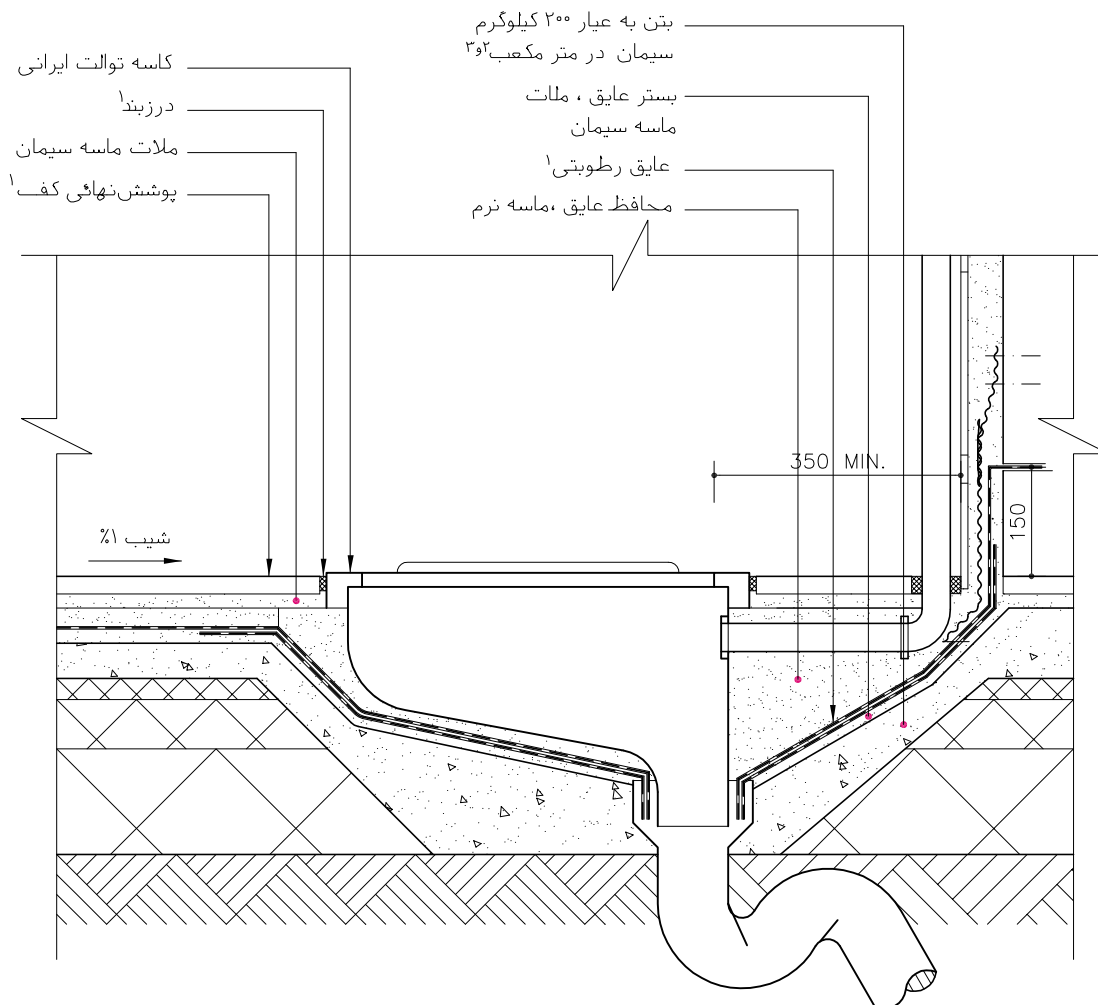 بتن به عیار ۲۰۰ کیلوگرم
سیمان در متر مکعب۲و۳
بستر عایق ، ملات
ماسه سیمان
عایق رطوبتی۱
محافظ عایق ،ماسه نرم
کاسه توالت ایرانی
درزبند۱
ملات ماسه سیمان
پوشش‌نهائی کف۱
350 MIN.
150
شیب ۱%